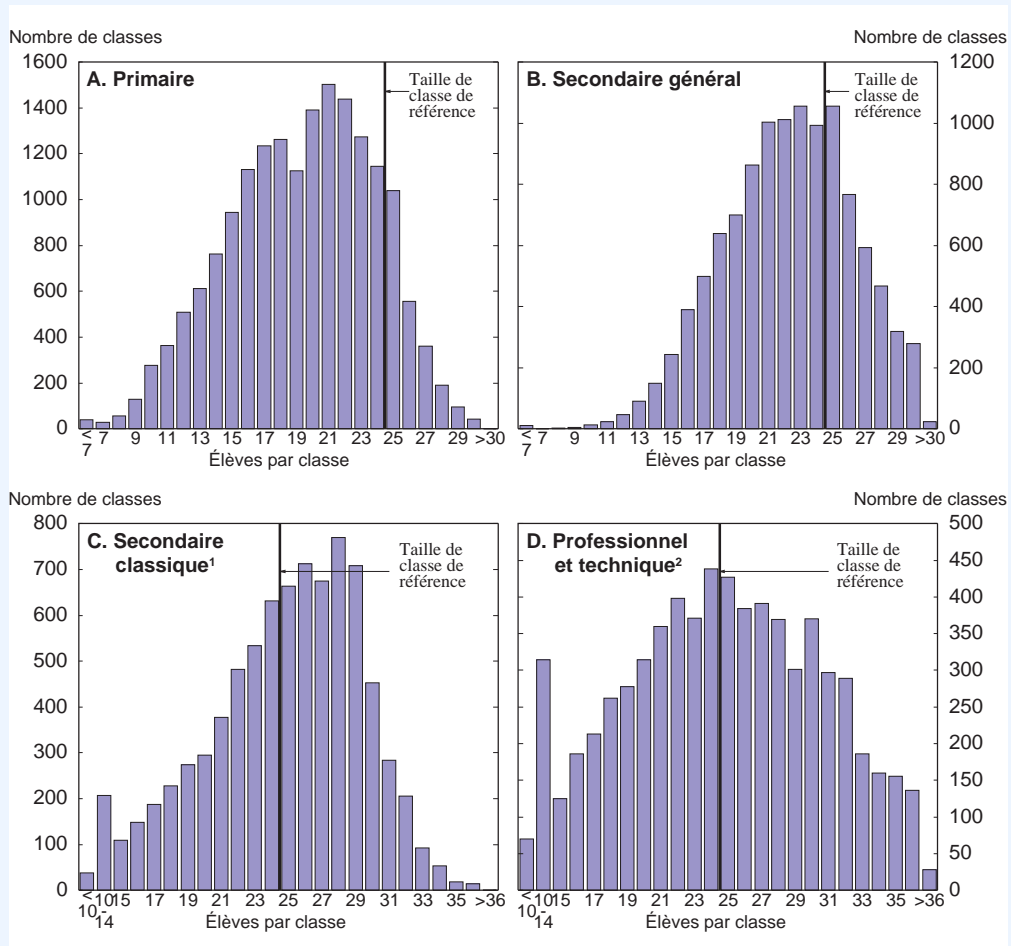 Nombre de classes
Nombre de classes
A. Primaire
Taille de
classe de
référence
1600
1400
1200
1000
800
600
400
200
0
< 7 7 9 11 13 15 17 19 21 23 25 27 29 >30
Élèves par classe
B. Secondaire général
Taille de
classe de
référence
1200
1000
800
600
400
200
0
< 7 7 9 11 13 15 17 19 21 23 25 27 29 >30
Élèves par classe
Nombre de classes
Nombre de classes
C. Secondaire
classique¹
Taille de
classe de
référence
800
700
600
500
400
300
200
100
0
< 10 10-14 15 17 19 21 23 25 27 29 31 33 35 >36
Élèves par classe
D. Professionnel
et technique²
Taille de
classe de
référence
500
450
400
350
300
250
200
150
100
50
0
< 10 10-14 15 17 19 21 23 25 27 29 31 33 35 >36
Élèves par classe